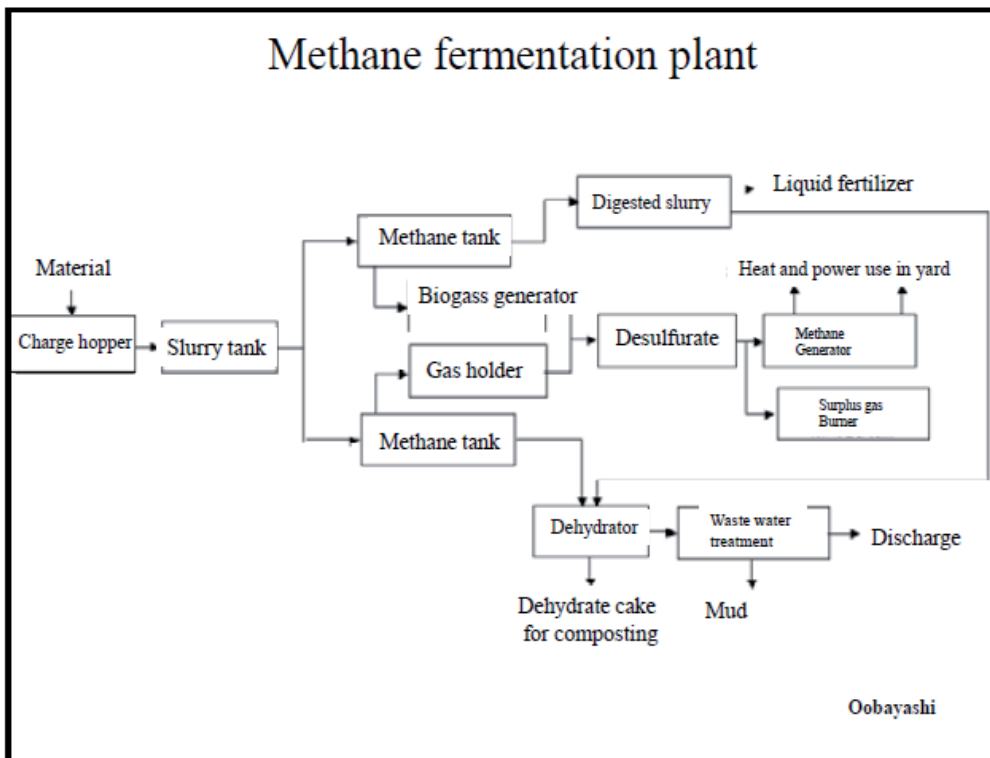 Methane fermentation plant
Liquid fertilizer
Digested slurry
Methane tank
Material
Heat and power use in yard
Biogass generator
Charge hopper
Slurry tank
Desulfurate
Methane
Generator
Gas holder
Surplus gas
Burner
Methane tank
Dehydrator
Waste water
treatment
Discharge
Dehydrate cake
for composting
Mud
Oobayashi